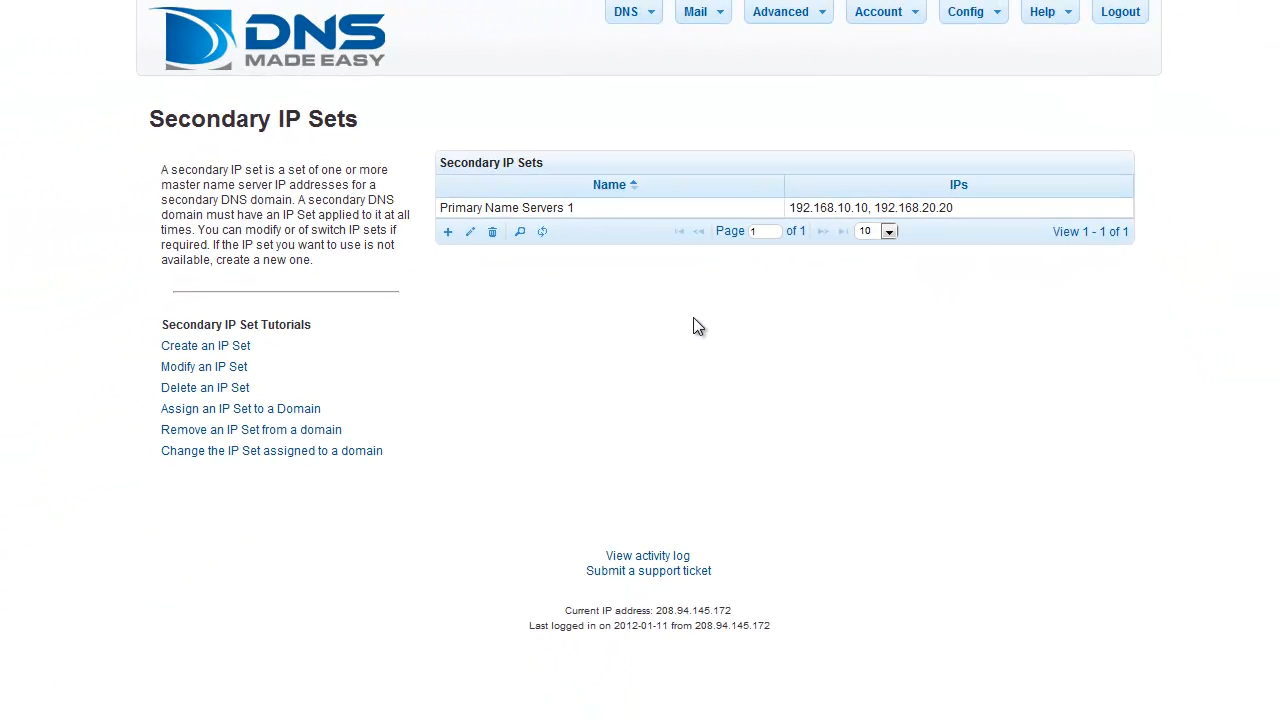 DNS
MADE EASY
DNS
Mail
Advanced
Account
Config
Help
Logout
Secondary IP Sets
A secondary IP set is a set of one or more
master name server IP addresses for a
secondary DNS domain. A secondary DNS
domain must have an IP Set applied to it at all
times. You can modify or of switch IP sets if
required. If the IP set you want to use is not
available, create a new one.
Secondary IP Set Tutorials
Create an IP Set
Modify an IP Set
Delete an IP Set
Assign an IP Set to a Domain
Remove an IP Set from a domain
Change the IP Set assigned to a domain
Secondary IP Sets
Name IPs
Primary Name Servers 1 192.168.10.10, 192.168.20.20
Page 1 of 1 10 View 1 - 1 of 1
View activity log
Submit a support ticket
Current IP address: 208.94.145.172
Last logged in on 2012-01-11 from 208.94.145.172